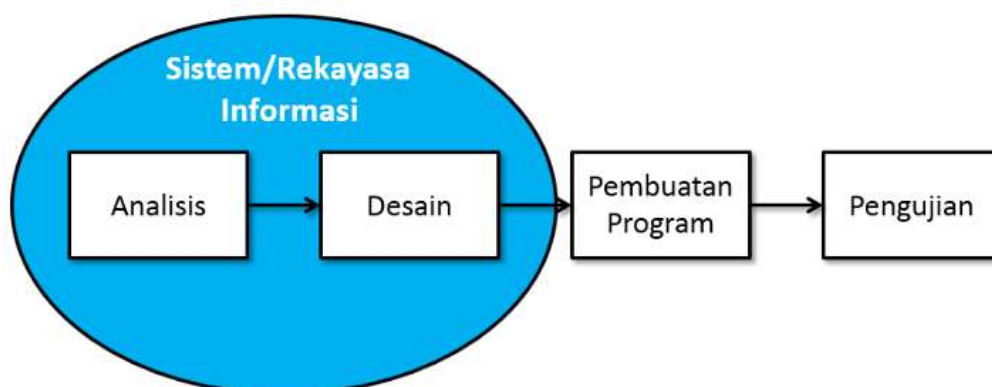 Sistem/Rekayasa
Informasi
Analisis
Desain
Pembuatan
Program
Pengujian